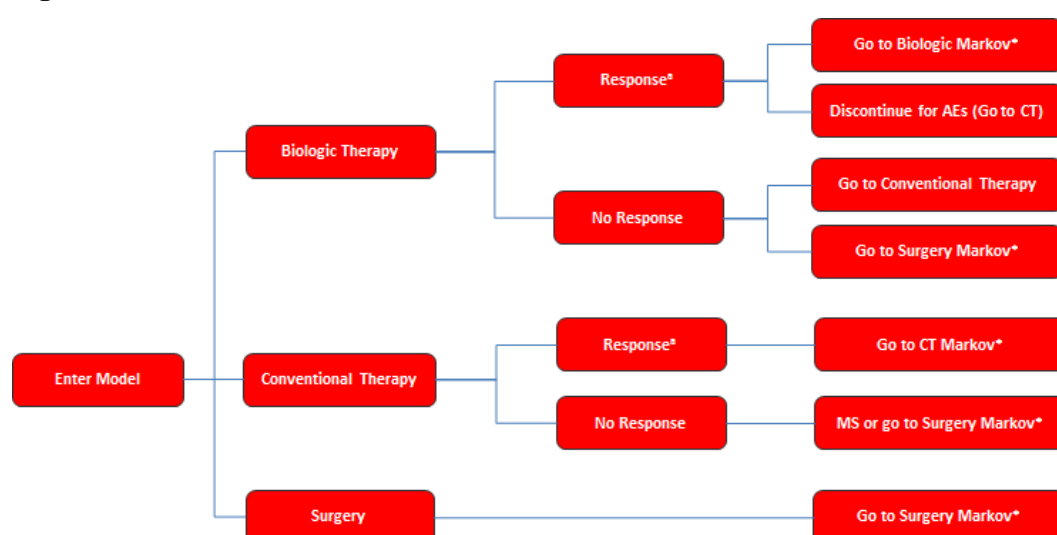 Go to Biologic Markov*
Responseª
Discontinue for AEs (Go to CT)
Biologic Therapy
Go to Conventional Therapy
No Response
Go to Surgery Markov*
Responseª
Go to CT Markov*
Enter Model
Conventional Therapy
No Response
MS or go to Surgery Markov*
Surgery
Go to Surgery Markov*